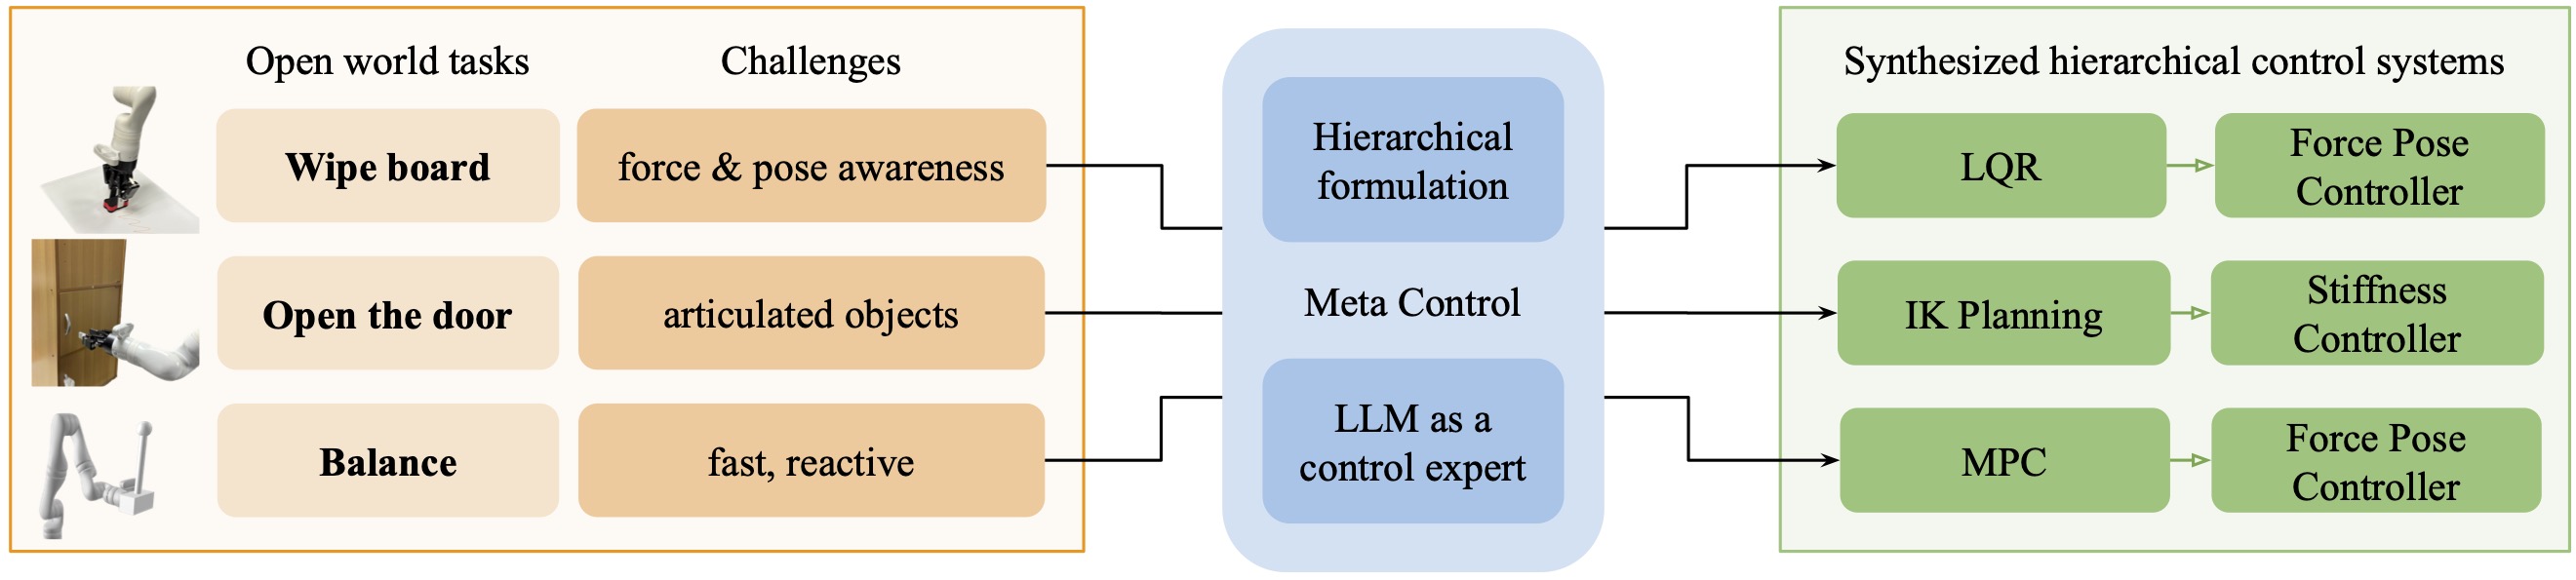 Open world tasks
Challenges
Wipe board
force & pose awareness
Open the door
articulated objects
Balance
fast, reactive
Hierarchical
formulation
Meta Control
LLM as a
control expert
Synthesized hierarchical control systems
LQR
Force Pose
Controller
IK Planning
Stiffness
Controller
MPC
Force Pose
Controller